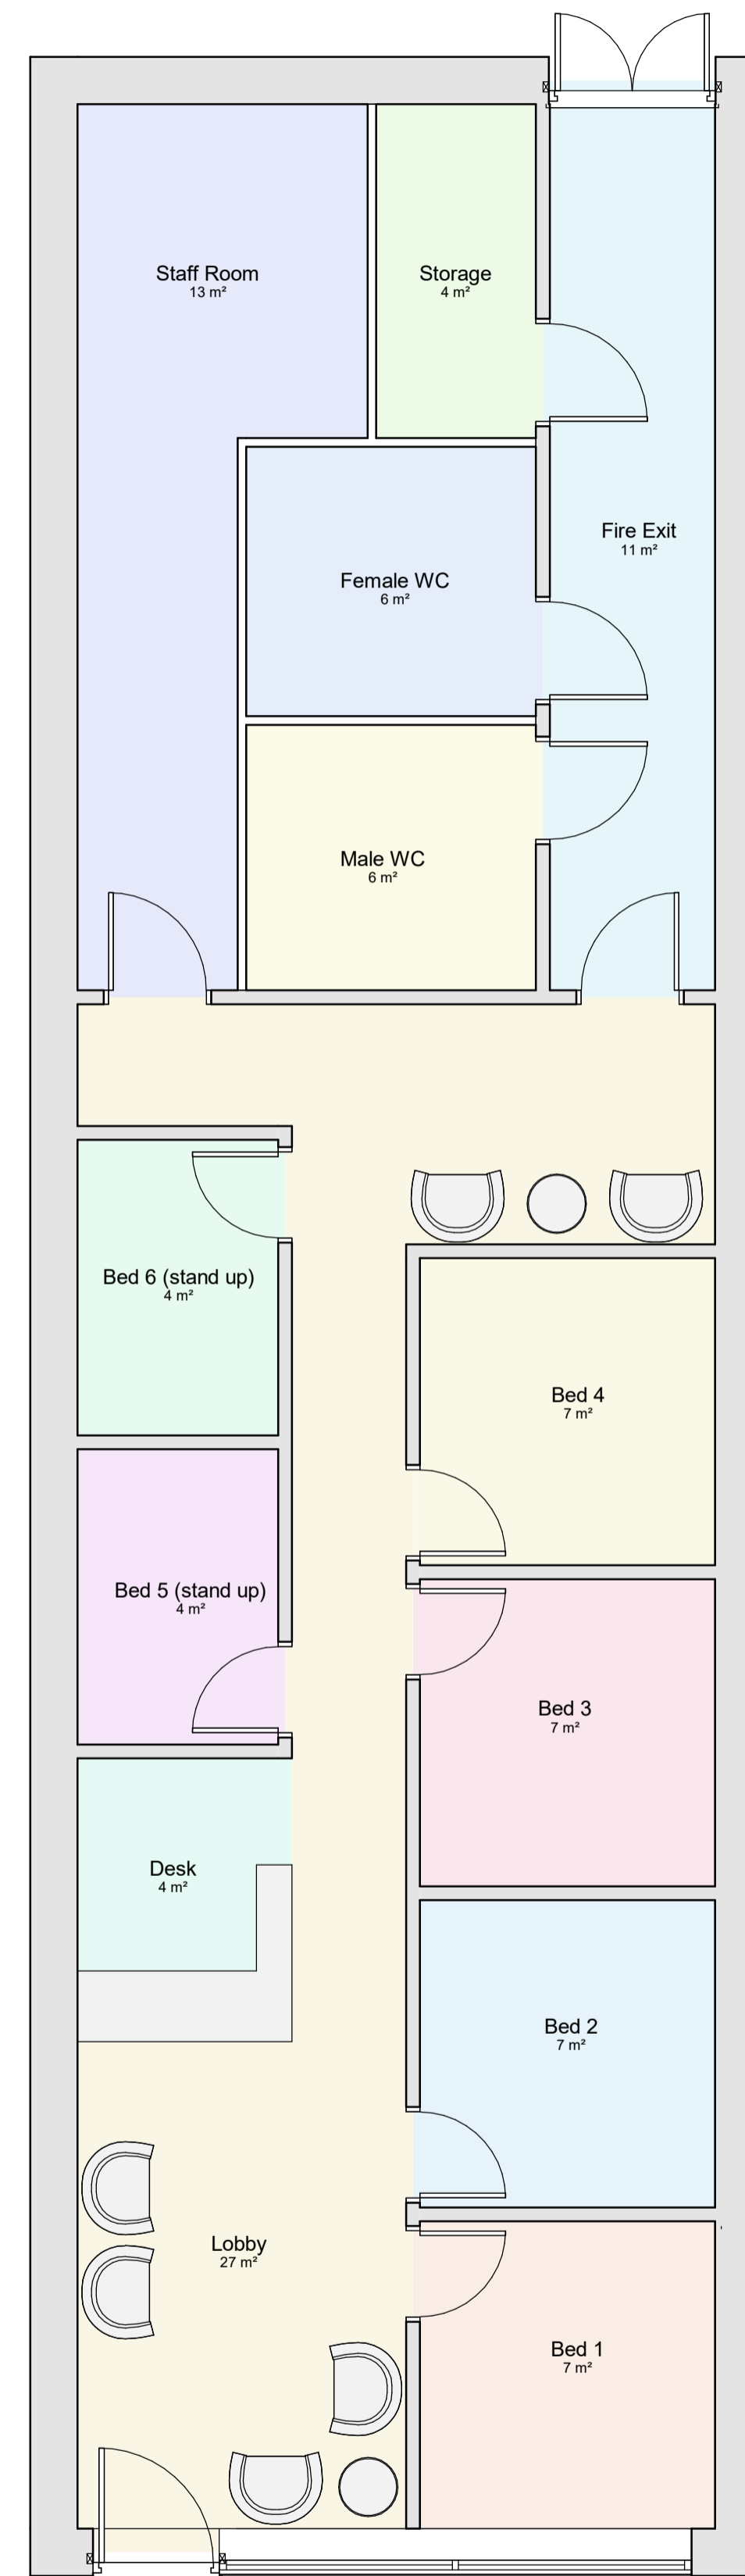 Staff Room
13 m²
Storage
4 m²
Fire Exit
11 m²
Female WC
6 m²
Male WC
6 m²
Bed 6 (stand up)
4 m²
Bed 4
7 m²
Bed 5 (stand up)
4 m²
Bed 3
7 m²
Desk
4 m²
Bed 2
7 m²
Lobby
27 m²
Bed 1
7 m²